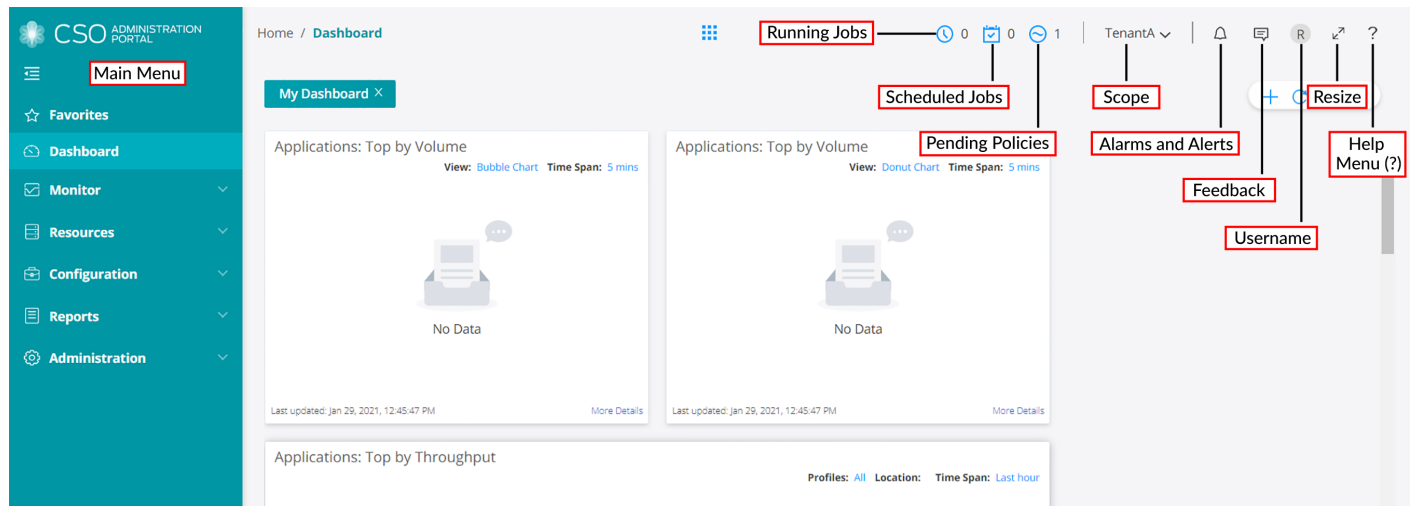 CSO ADMINISTRATION PORTAL
Main Menu
Favorites
Dashboard
Monitor
Resources
Configuration
Reports
Administration
Home / Dashboard
Running Jobs
0
0
1
TenantA
R
?
Scheduled Jobs
Scope
Resize
Pending Policies
Alarms and Alerts
Help
Menu (?)
Feedback
Username
My Dashboard ×
Applications: Top by Volume
View: Bubble Chart Time Span: 5 mins
No Data
Last updated: Jan 29, 2021, 12:45:47 PM More Details
Applications: Top by Volume
View: Donut Chart Time Span: 5 mins
No Data
Last updated: Jan 29, 2021, 12:45:47 PM More Details
Applications: Top by Throughput
Profiles: All Location: Time Span: Last hour